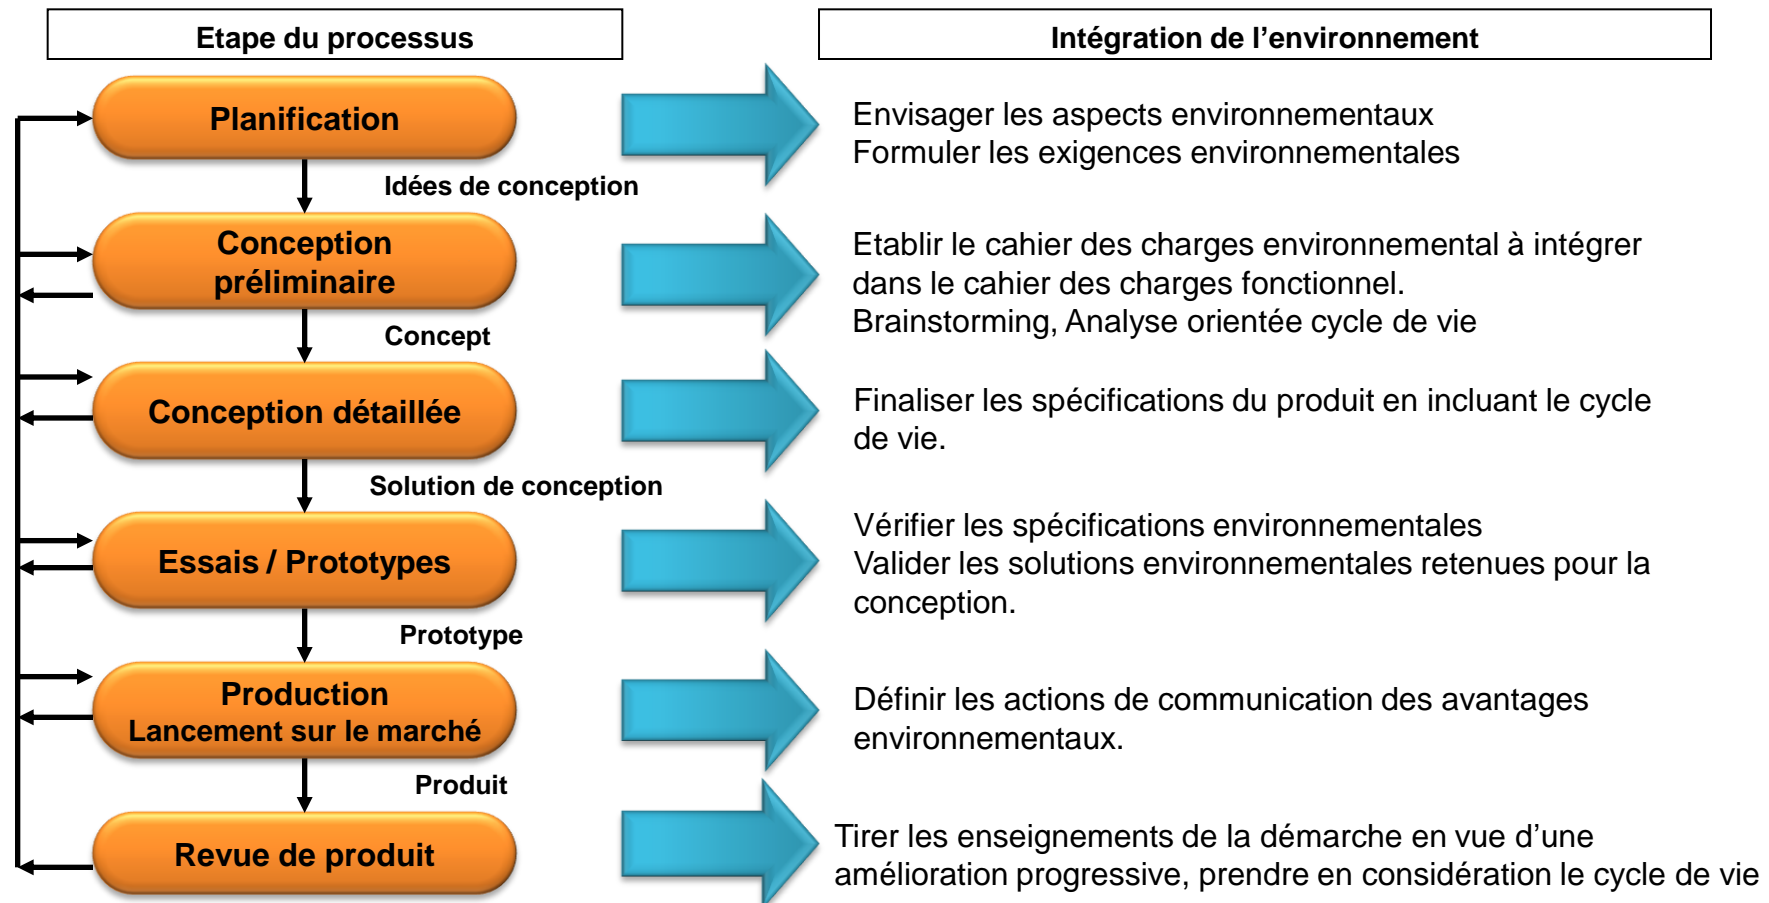 Etape du processus
Intégration de l’environnement
Planification
Envisager les aspects environnementaux
Formuler les exigences environnementales
Idées de conception
Conception
préliminaire
Etablir le cahier des charges environnemental à intégrer
dans le cahier des charges fonctionnel.
Brainstorming, Analyse orientée cycle de vie
Concept
Conception détaillée
Finaliser les spécifications du produit en incluant le cycle
de vie.
Solution de conception
Essais / Prototypes
Vérifier les spécifications environnementales
Valider les solutions environnementales retenues pour la
conception.
Prototype
Production
Lancement sur le marché
Définir les actions de communication des avantages
environnementaux.
Produit
Revue de produit
Tirer les enseignements de la démarche en vue d’une
amélioration progressive, prendre en considération le cycle de vie